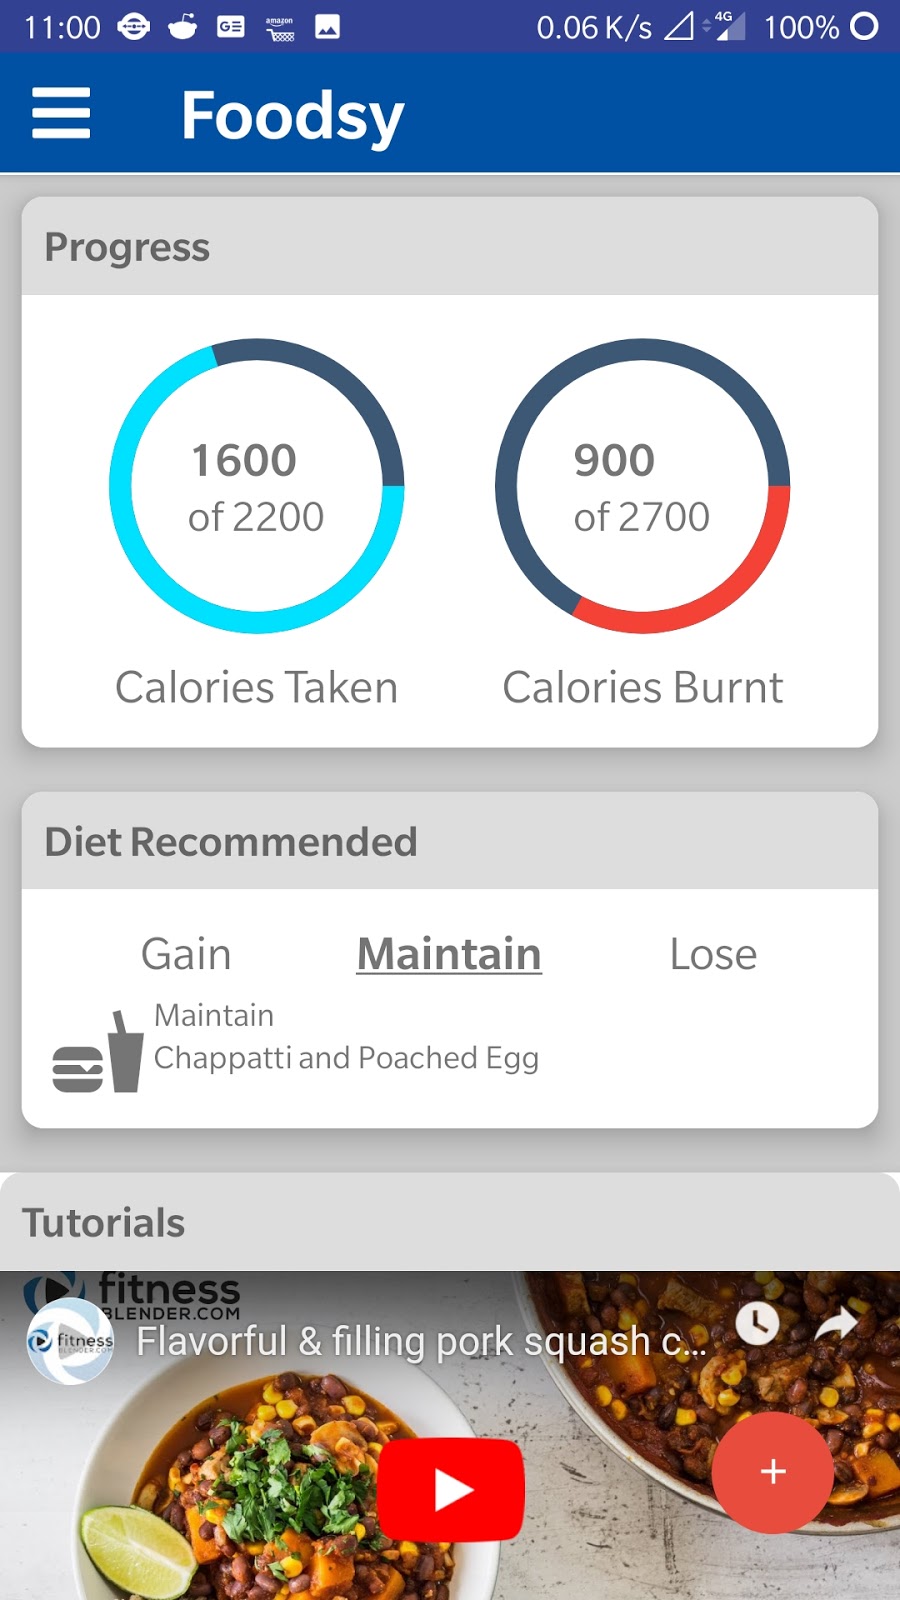 11:00 GE amazon 0.06 K/s 4G 100%
Foodsy
Progress
1600
of 2200
900
of 2700
Calories Taken
Calories Burnt
Diet Recommended
Gain Maintain Lose
Maintain
Chappatti and Poached Egg
Tutorials
fitness
BLENDER.COM
fitness
BLENDER.COM
Flavorful & filling pork squash c...